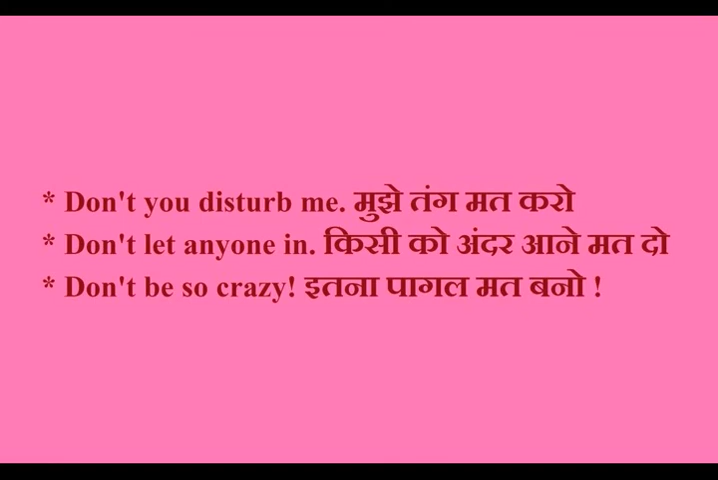 * Don't you disturb me. मुझे तंग मत करो
* Don't let anyone in. किसी को अंदर आने मत दो
* Don't be so crazy! इतना पागल मत बनो !